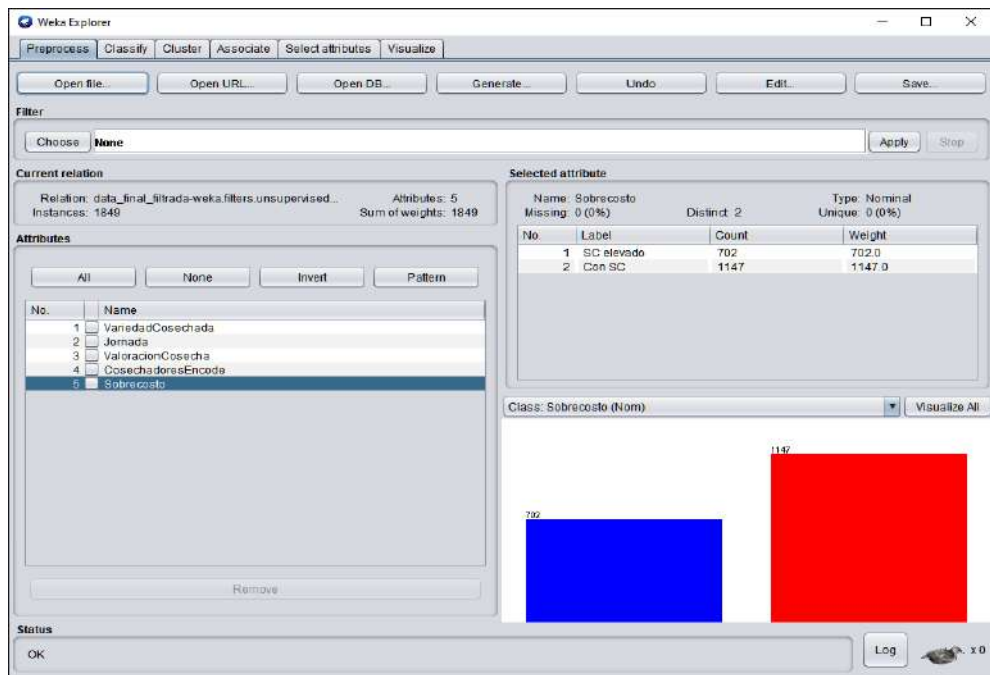 Weka Explorer
Preprocess Classify Cluster Associate Select attributes Visualize
Open file... Open URL... Open DB... Generate... Undo Edit... Save...
Filter
Choose None Apply Stop
Current relation
Relation: data_final_filtrada-weka.filters.unsupervised... Attributes: 5
Instances: 1849 Sum of weights: 1849
Selected attribute
Name: Sobrecosto Type: Nominal
Missing: 0 (0%) Distinct: 2 Unique: 0 (0%)
No. Label Count Weight
1 SC elevado 702 702.0
2 Con SC 1147 1147.0
Attributes
All None Invert Pattern
No. Name
1 VariedadCosechada
2 Jornada
3 ValoracionCosecha
4 CosechadoresEncode
5 Sobrecosto
Remove
Class: Sobrecosto (Nom) Visualize All
702
1147
Status
OK
Log x 0